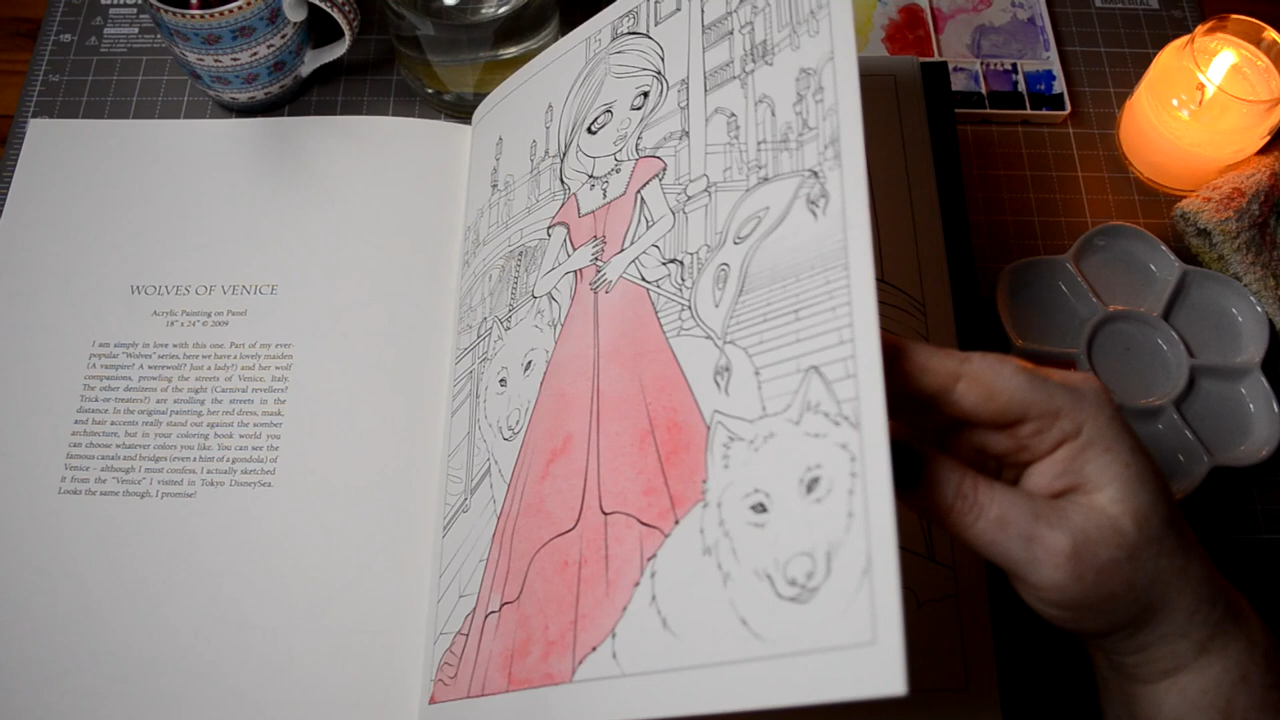 WOLVES OF VENICE
Acrylic Painting on Panel
18" x 24" © 2009
I am simply in love with this one. Part of my ever-
popular "Wolves" series, here we have a lovely maiden
(A vampire? A werewolf? Just a lady?) and her wolf
companions, prowling the streets of Venice, Italy.
The other denizens of the night (Carnival revellers?
Trick-or-treaters?) are strolling the streets in the
distance. In the original painting, her red dress, mask,
and hair accents really stand out against the somber
architecture, but in your coloring book world you
can choose whatever colors you like. You can see the
famous canals and bridges (even a hint of a gondola) of
Venice – although I must confess, I actually sketched
it from the "Venice" I visited in Tokyo DisneySea.
Looks the same though, I promise!
IMPERIAL
15
14